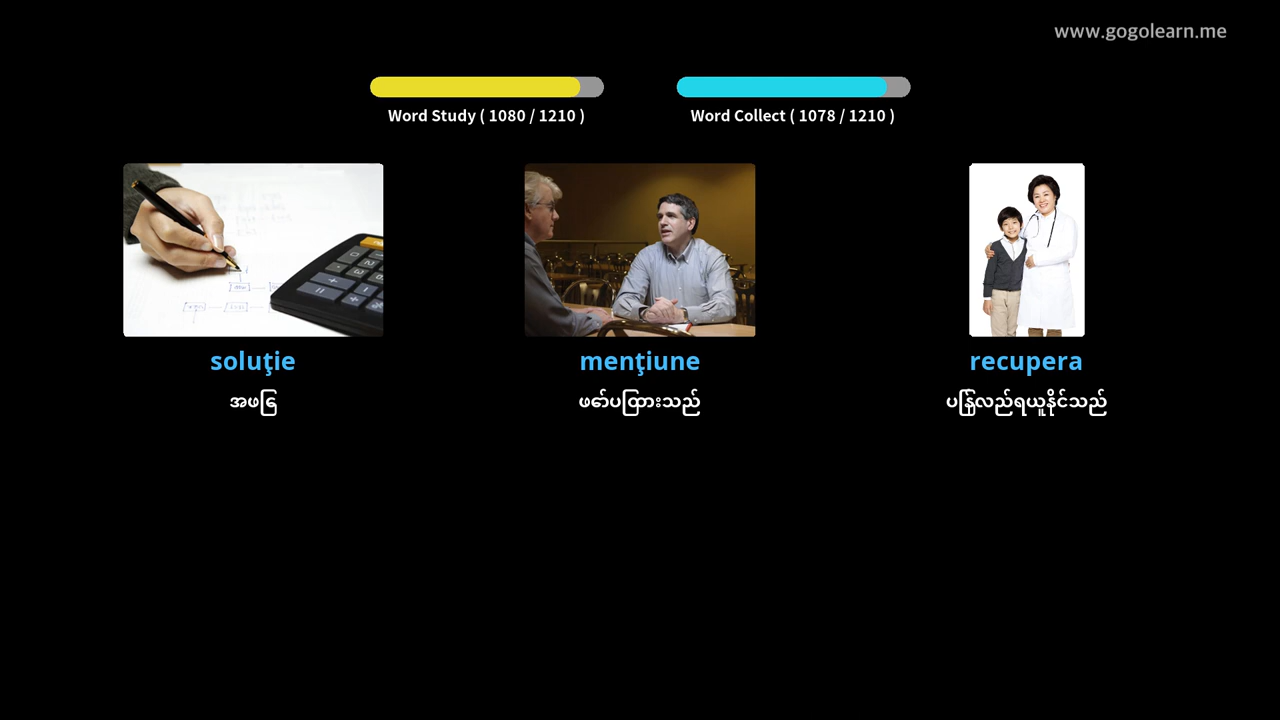 www.gogolearn.me
Word Study ( 1080 / 1210 )
Word Collect ( 1078 / 1210 )
soluţie
menţiune
recupera
အဖြေ
ဖော်ပြထားသည်
ပြန်လည်ရယူနိုင်သည်